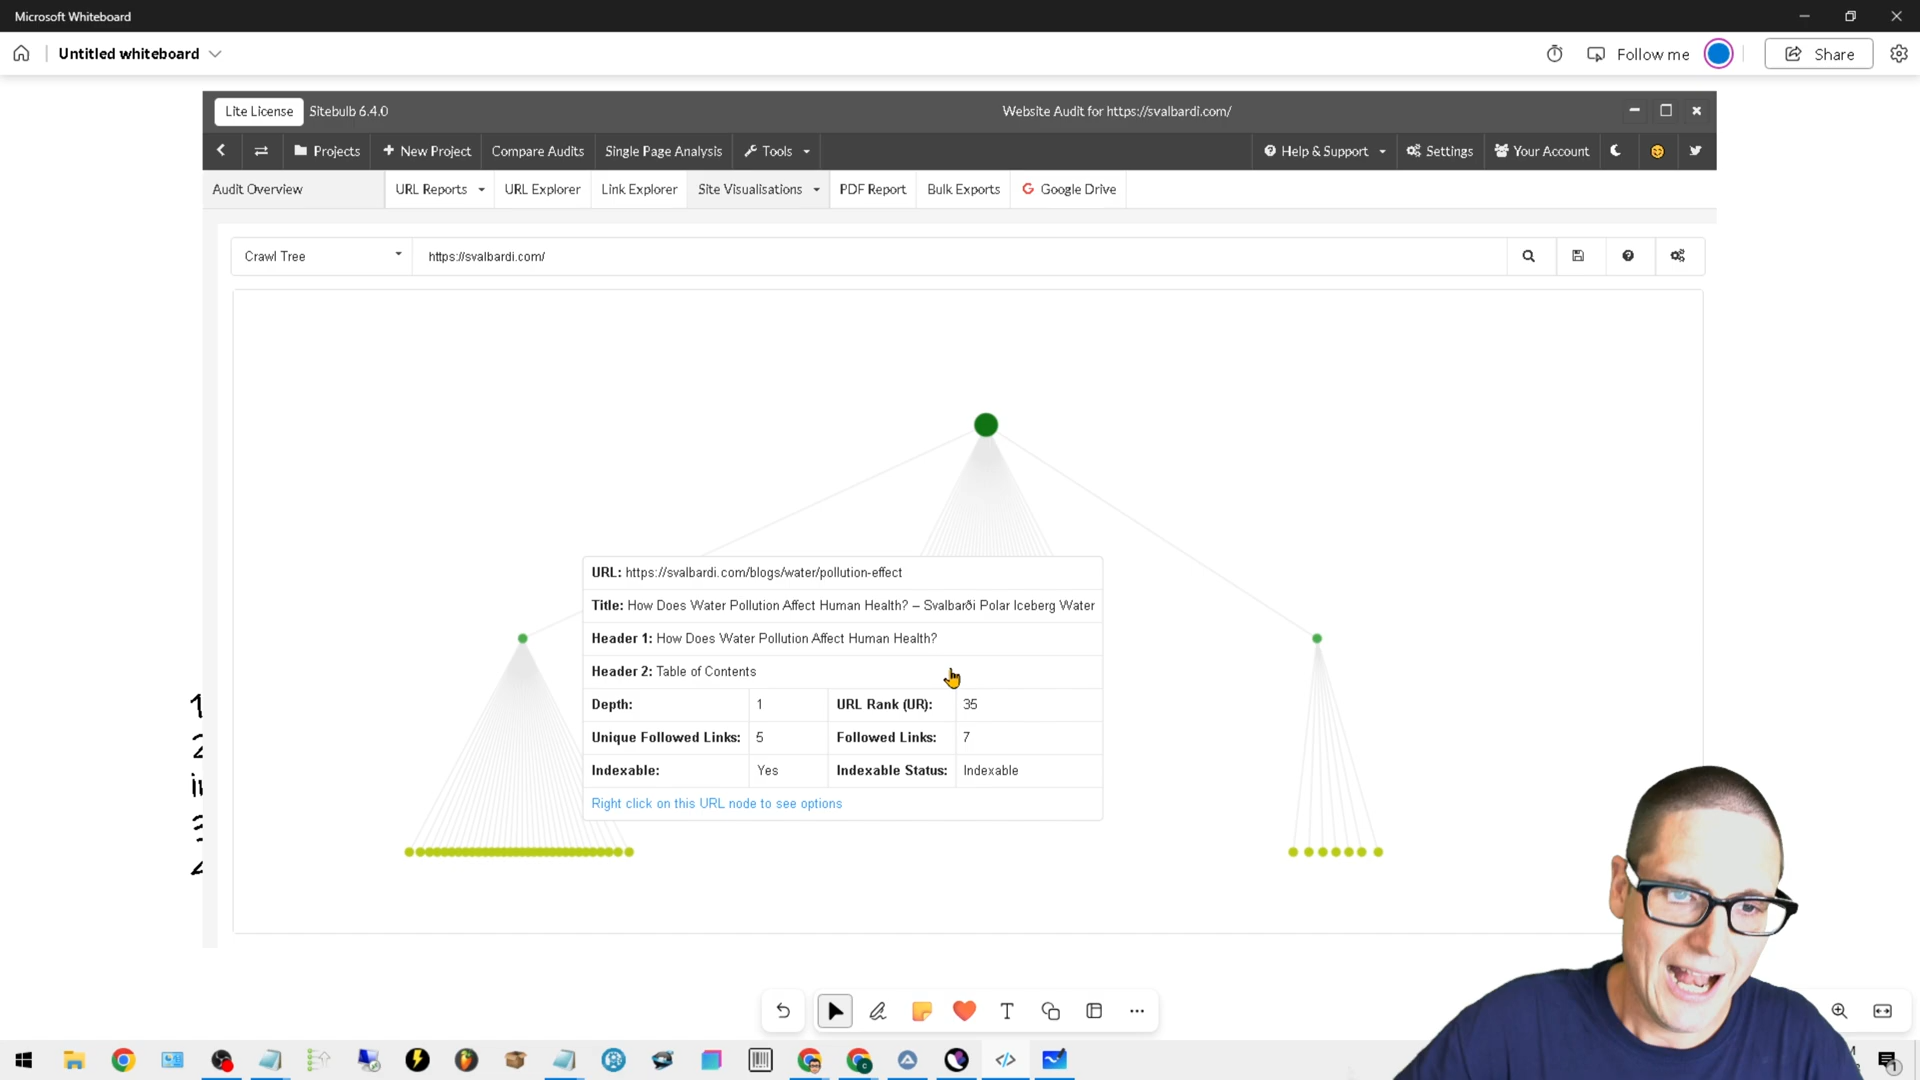 Microsoft Whiteboard
Untitled whiteboard
Follow me
Share
Lite License
Sitebulb 6.4.0
Website Audit for https://svalbardi.com/
Projects
New Project
Compare Audits
Single Page Analysis
Tools
Help & Support
Settings
Your Account
Audit Overview
URL Reports
URL Explorer
Link Explorer
Site Visualisations
PDF Report
Bulk Exports
Google Drive
Crawl Tree
https://svalbardi.com/
URL: https://svalbardi.com/blogs/water/pollution-effect
Title: How Does Water Pollution Affect Human Health? – Svalbarði Polar Iceberg Water
Header 1: How Does Water Pollution Affect Human Health?
Header 2: Table of Contents
Depth: 1 URL Rank (UR): 35
Unique Followed Links: 5 Followed Links: 7
Indexable: Yes Indexable Status: Indexable
Right click on this URL node to see options
1
2
3
4